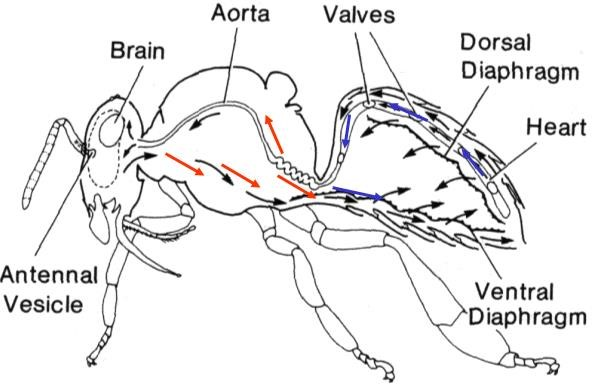 Aorta
Valves
Brain
Dorsal
Diaphragm
Heart
Antennal
Vesicle
Ventral
Diaphragm